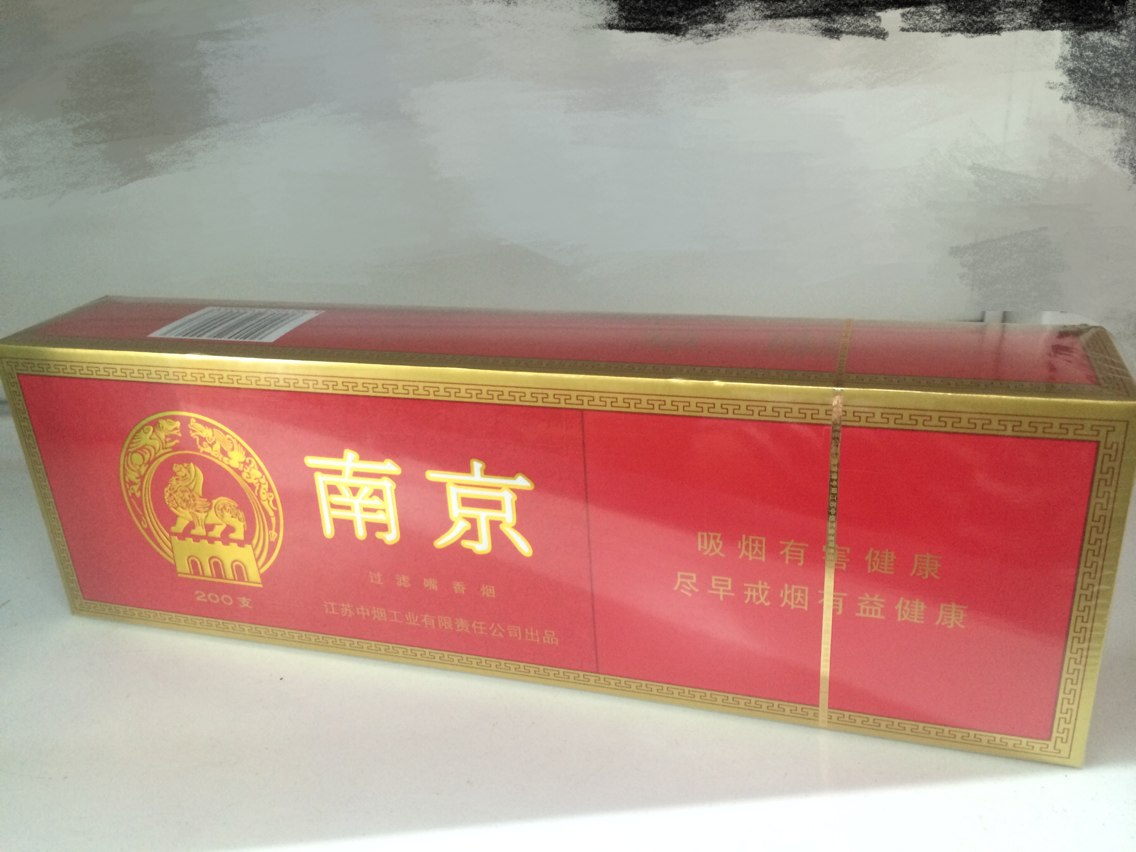 南京
过滤嘴香烟
200支
江苏中烟工业有限责任公司出品
吸烟有害健康
尽早戒烟有益健康